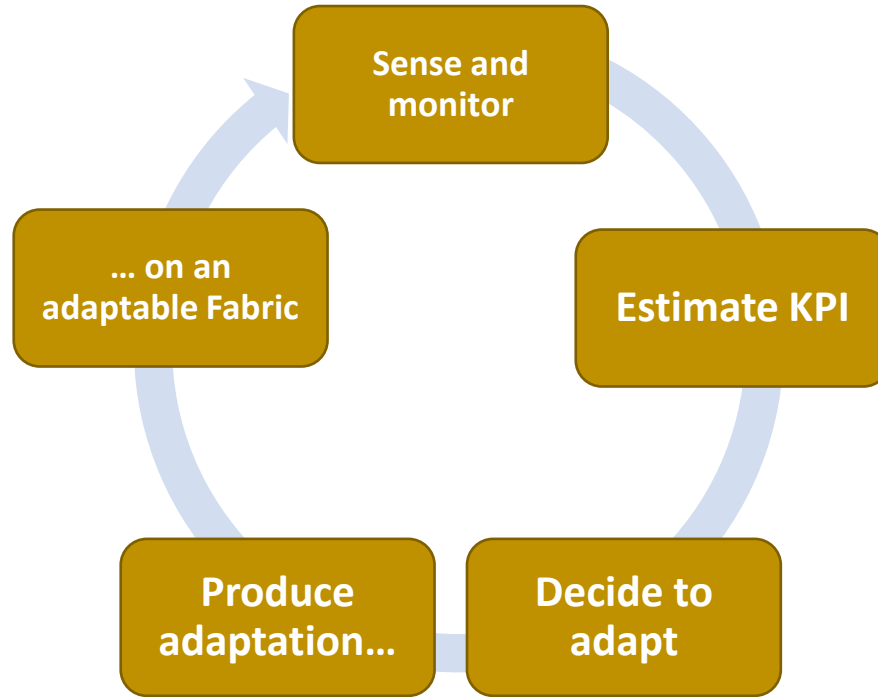 Sense and
monitor
Estimate KPI
Decide to
adapt
Produce
adaptation…
… on an
adaptable Fabric